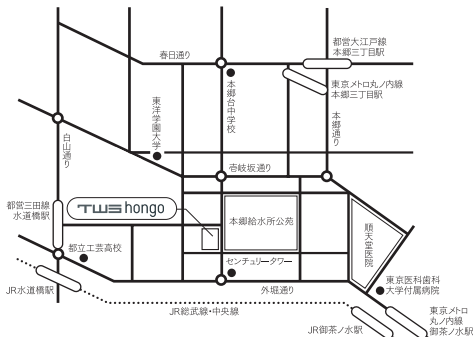 都営大江戸線
本郷三丁目駅
春日通り
東京メトロ丸ノ内線
本郷三丁目駅
本郷台中学校
東洋学園大学
本郷通り
白山通り
壱岐坂通り
都営三田線
水道橋駅
TWS hongo
本郷給水所公苑
順天堂医院
都立工芸高校
センチュリータワー
東京医科歯科
大学付属病院
外堀通り
JR水道橋駅
JR総武線・中央線
東京メトロ
丸ノ内線
御茶ノ水駅
JR御茶ノ水駅